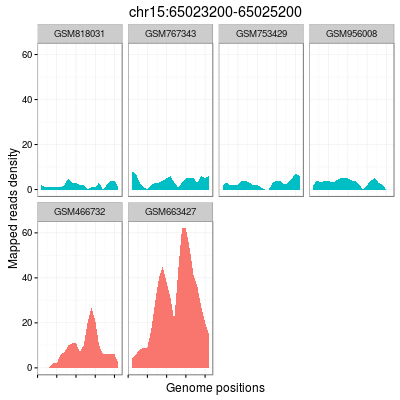 chr15:65023200-65025200
GSM818031 GSM767343 GSM753429 GSM956008
60
40
20
0
Mapped reads density
GSM466732 GSM663427
60
40
20
0
Genome positions